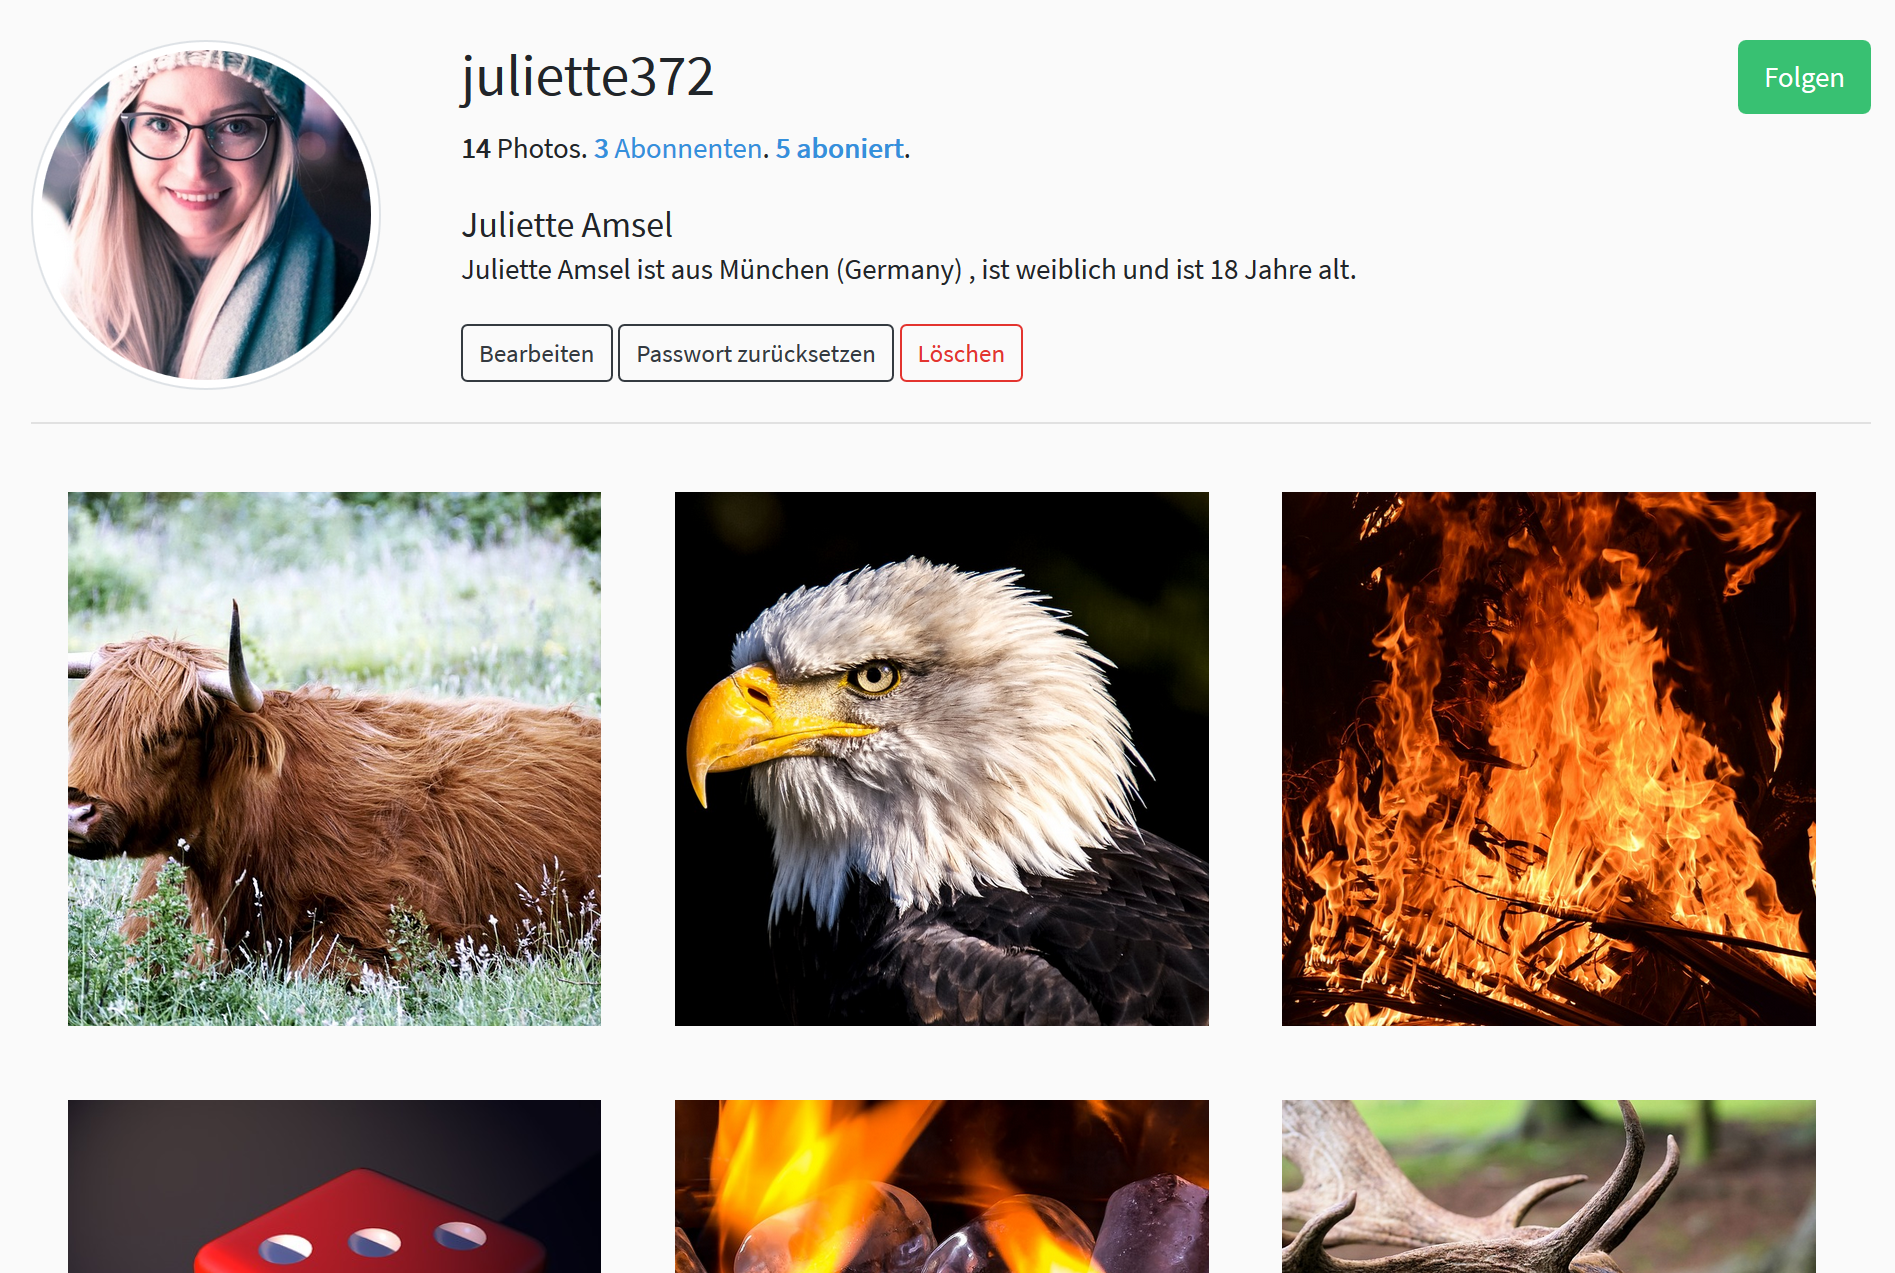 juliette372
Folgen
14 Photos. 3 Abonnenten. 5 aboniert.
Juliette Amsel
Juliette Amsel ist aus München (Germany) , ist weiblich und ist 18 Jahre alt.
Bearbeiten
Passwort zurücksetzen
Löschen